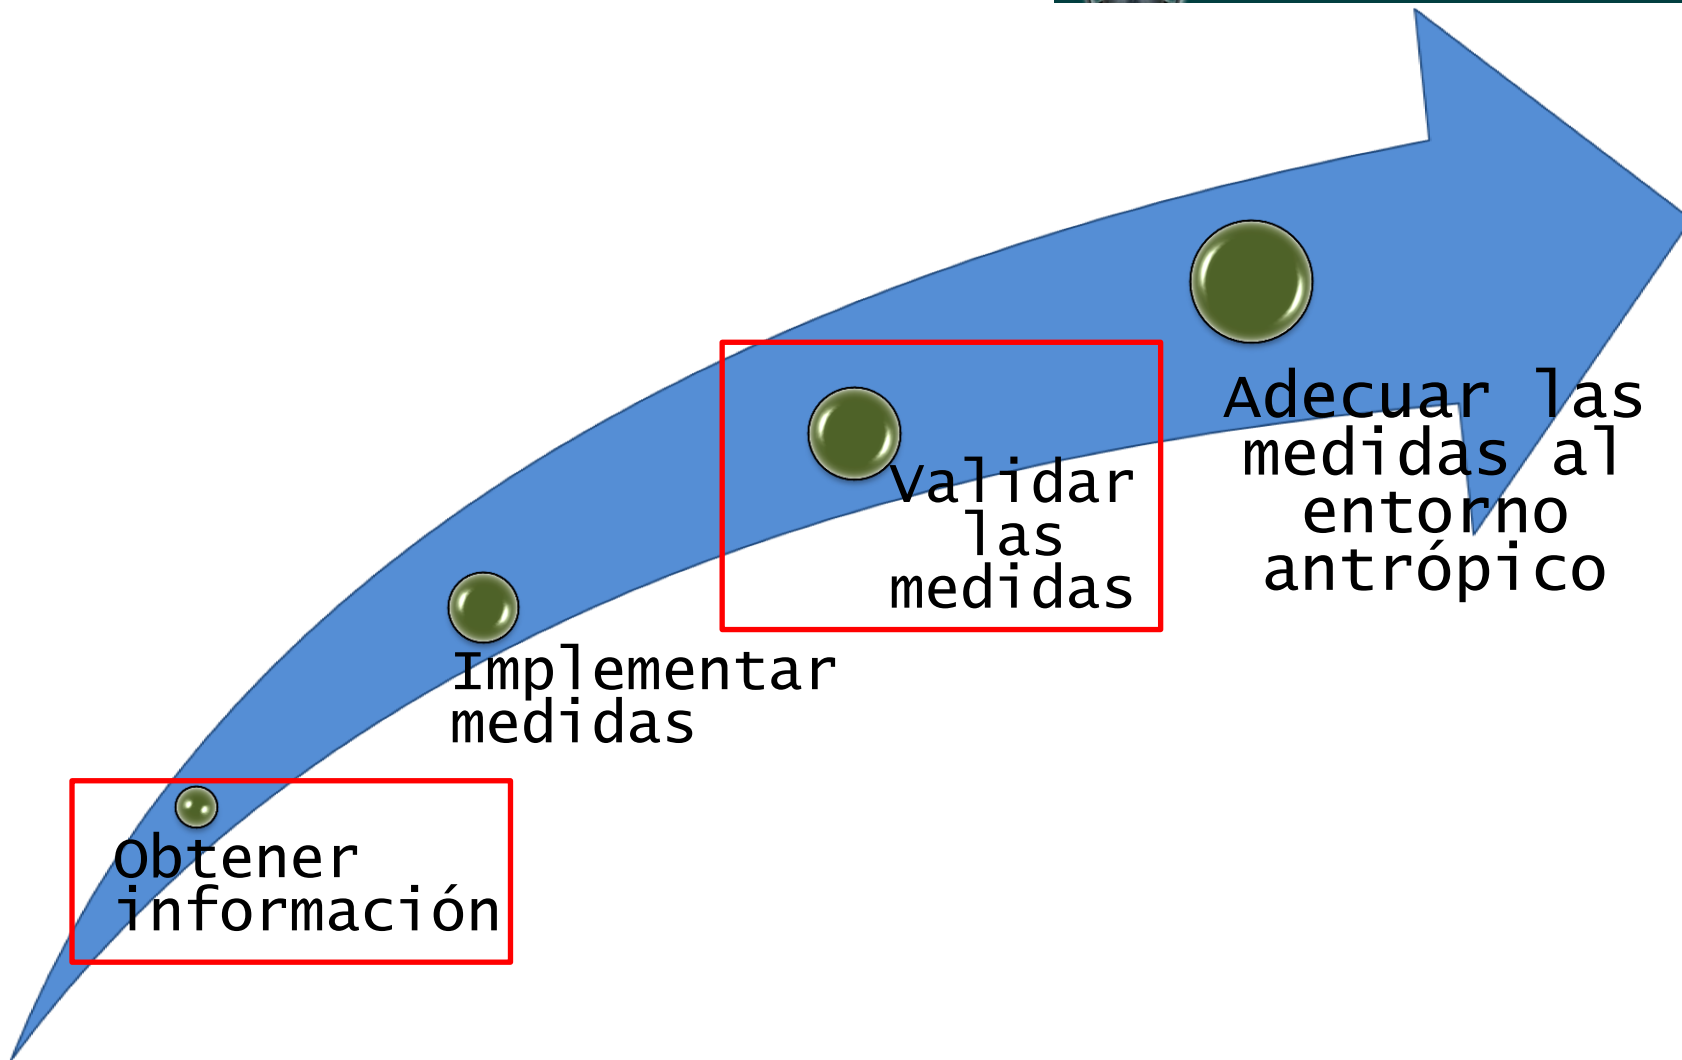 Obtener
información
Implementar
medidas
Validar
las
medidas
Adecuar las
medidas al
entorno
antrópico